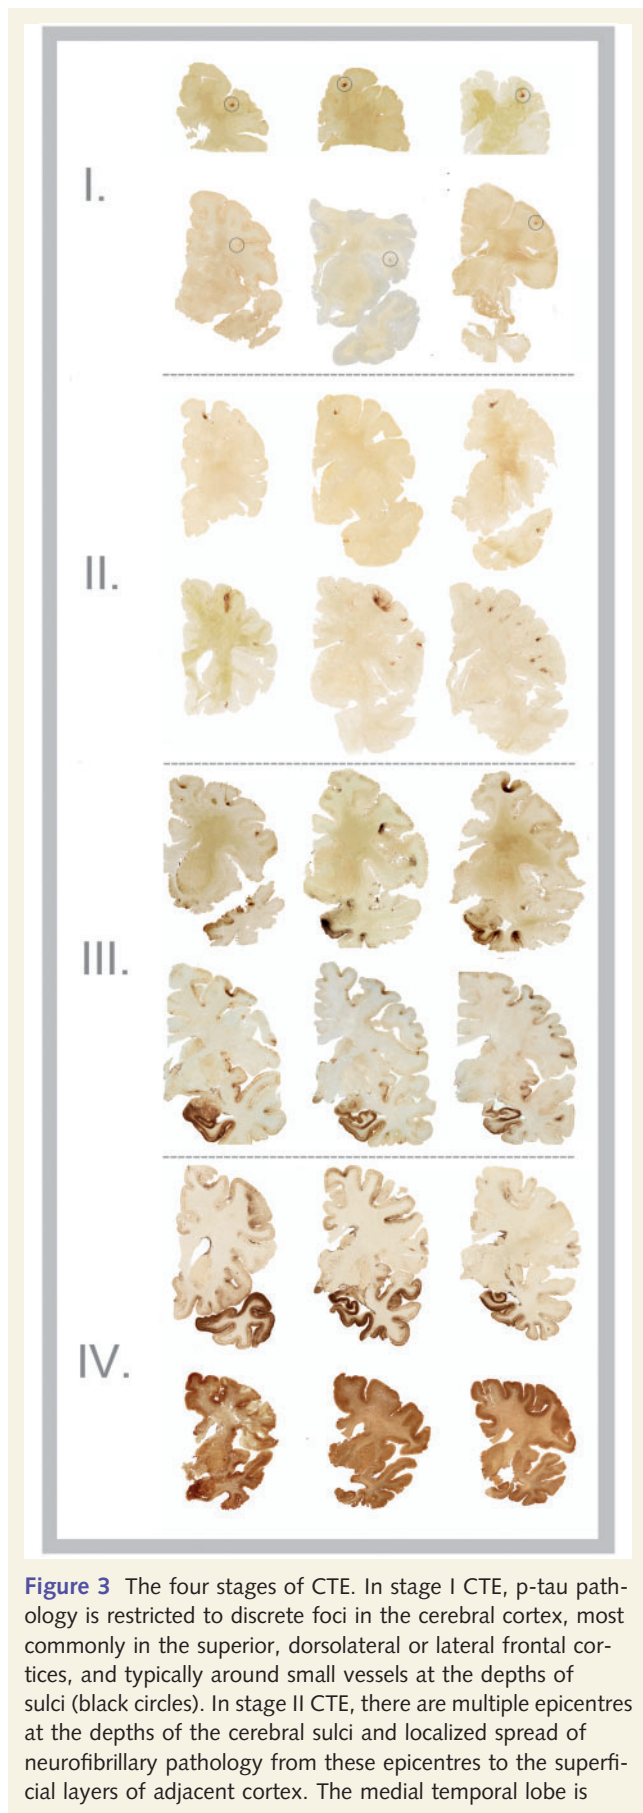 I.
II.
III.
IV.
Figure 3 The four stages of CTE. In stage I CTE, p-tau path-
ology is restricted to discrete foci in the cerebral cortex, most
commonly in the superior, dorsolateral or lateral frontal cor-
tices, and typically around small vessels at the depths of
sulci (black circles). In stage II CTE, there are multiple epicentres
at the depths of the cerebral sulci and localized spread of
neurofibrillary pathology from these epicentres to the superfi-
cial layers of adjacent cortex. The medial temporal lobe is